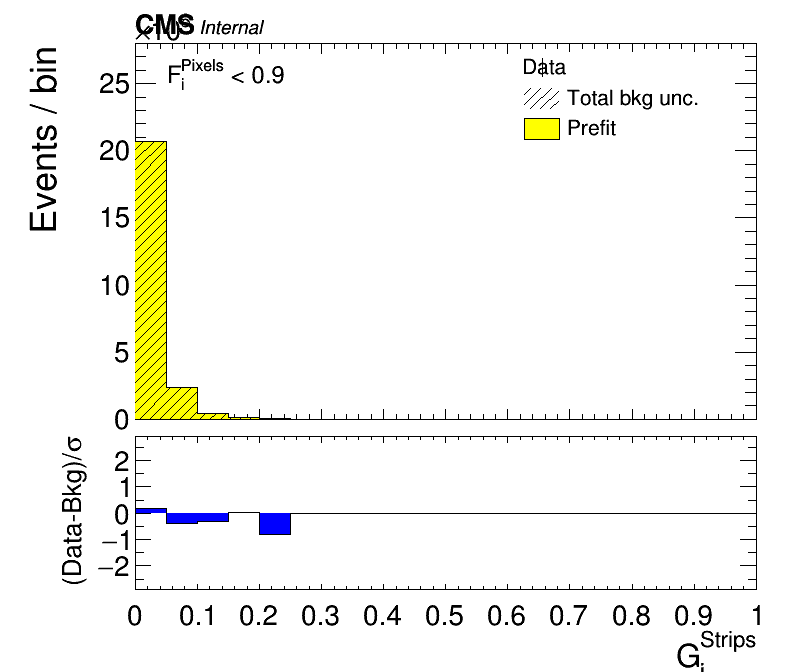 CMS Internal
F_i^Pixels < 0.9
Data
Total bkg unc.
Prefit
Events / bin
25
20
15
10
5
0
(Data-Bkg)/σ
2
1
0
−1
−2
0 0.1 0.2 0.3 0.4 0.5 0.6 0.7 0.8 0.9 1
G_i^Strips